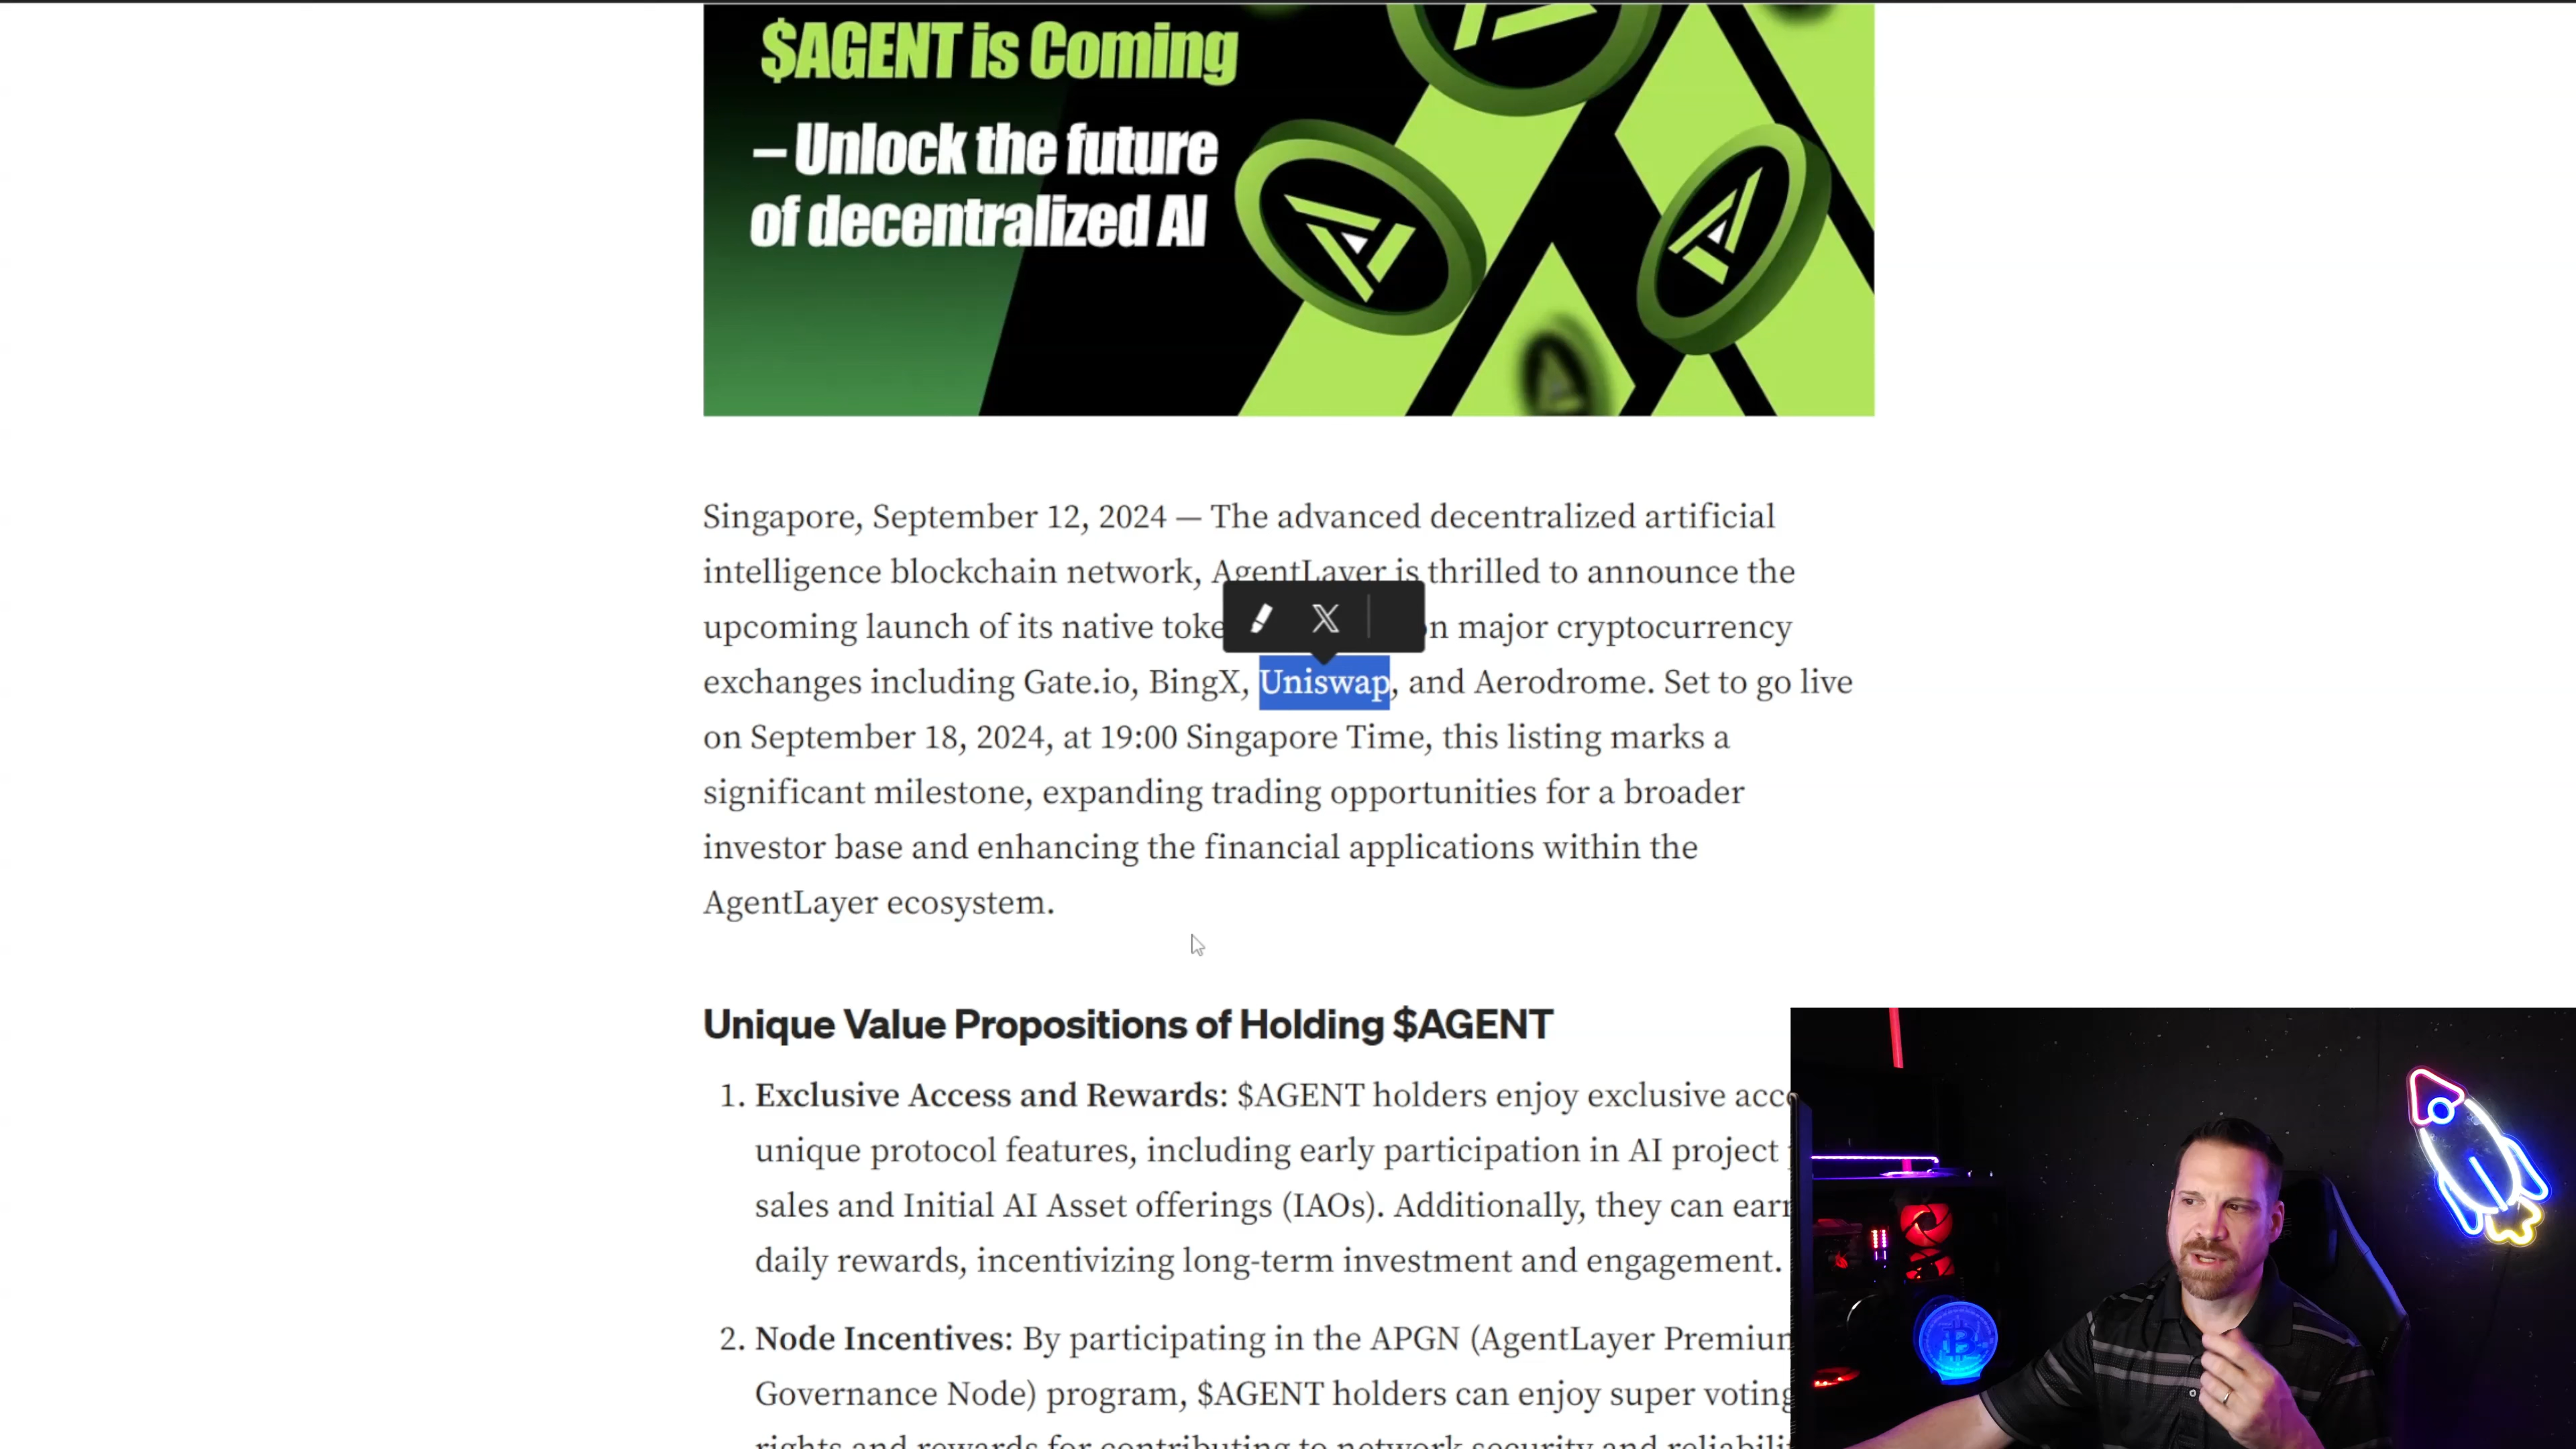 $AGENT is Coming
– Unlock the future
of decentralized AI
Singapore, September 12, 2024 — The advanced decentralized artificial
intelligence blockchain network, AgentLayer is thrilled to announce the
upcoming launch of its native major cryptocurrency
exchanges including Gate.io, BingX, Uniswap, and Aerodrome. Set to go live
on September 18, 2024, at 19:00 Singapore Time, this listing marks a
significant milestone, expanding trading opportunities for a broader
investor base and enhancing the financial applications within the
AgentLayer ecosystem.
Unique Value Propositions of Holding $AGENT
1. Exclusive Access and Rewards: $AGENT holders enjoy exclusive
unique protocol features, including early participation in AI project
sales and Initial AI Asset offerings (IAOs). Additionally, they can earn
daily rewards, incentivizing long-term investment and engagement.
2. Node Incentives: By participating in the APGN (AgentLayer Premium
Governance Node) program, $AGENT holders can enjoy super voting
rights and rewards for contributing to network security and